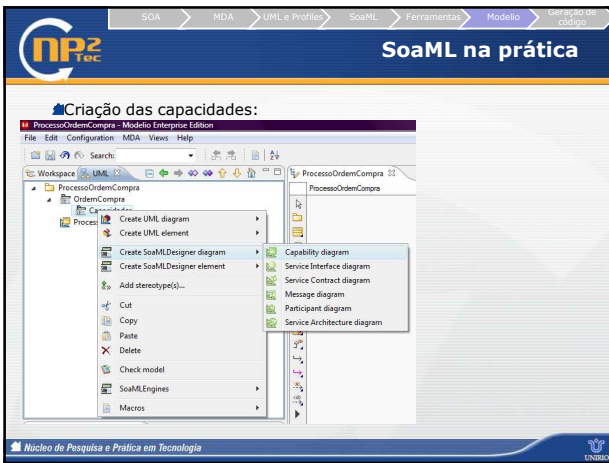 SOA
MDA
UML e Profiles
SoaML
Ferramentas
Modelio
Geração de código
NP2
Tec
SoaML na prática
Criação das capacidades:
ProcessoOrdemCompra - Modelio Enterprise Edition
File Edit Configuration MDA Views Help
Search:
Workspace UML
ProcessoOrdemCompra
ProcessoOrdemCompra
OrdemCompra
Capacidades
ProcessoOrdemCompra
Create UML diagram
Create UML element
Create SoaMLDesigner diagram
Create SoaMLDesigner element
Add stereotype(s)...
Cut
Copy
Paste
Delete
Check model
SoaMLEngines
Macros
Capability diagram
Service Interface diagram
Service Contract diagram
Message diagram
Participant diagram
Service Architecture diagram
Núcleo de Pesquisa e Prática em Tecnologia
UNIRIO